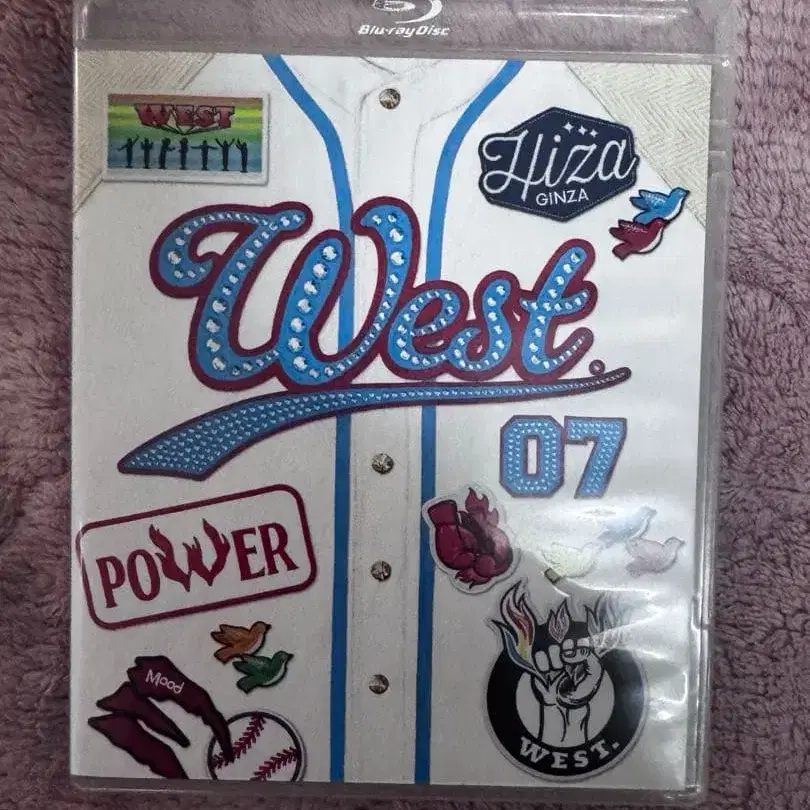 Blu-ray Disc
WEST
Hiza
GINZA
West.
07
POWER
Mood
WEST.